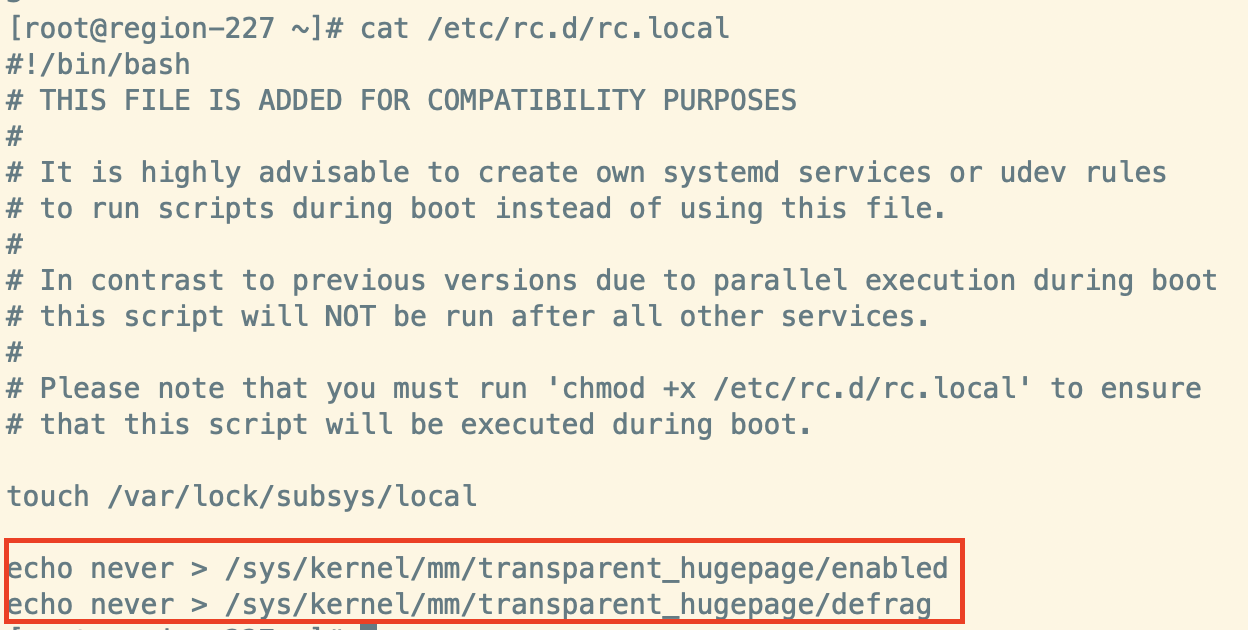 [root@region-227 ~]# cat /etc/rc.d/rc.local
#!/bin/bash
# THIS FILE IS ADDED FOR COMPATIBILITY PURPOSES
#
# It is highly advisable to create own systemd services or udev rules
# to run scripts during boot instead of using this file.
#
# In contrast to previous versions due to parallel execution during boot
# this script will NOT be run after all other services.
#
# Please note that you must run 'chmod +x /etc/rc.d/rc.local' to ensure
# that this script will be executed during boot.
touch /var/lock/subsys/local
echo never > /sys/kernel/mm/transparent_hugepage/enabled
echo never > /sys/kernel/mm/transparent_hugepage/defrag